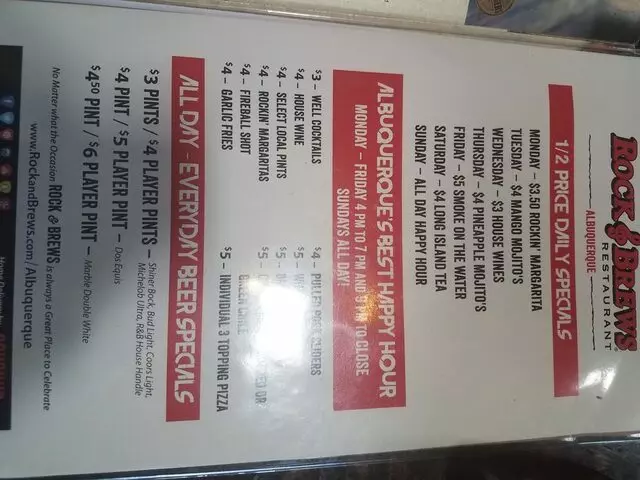 ROCK & BREWS
RESTAURANT
ALBUQUERQUE
1/2 PRICE DAILY SPECIALS
MONDAY – $3.50 ROCKIN' MARGARITA
TUESDAY – $4 MANGO MOJITO'S
WEDNESDAY – $3 HOUSE WINES
THURSDAY – $4 PINEAPPLE MOJITO'S
FRIDAY – $5 SMOKE ON THE WATER
SATURDAY – $4 LONG ISLAND TEA
SUNDAY – ALL DAY HAPPY HOUR
ALBUQUERQUE'S BEST HAPPY HOUR
MONDAY – FRIDAY 4 PM TO 7 PM AND 9 PM TO CLOSE
SUNDAYS ALL DAY!
$3 – WELL COCKTAILS
$4 – HOUSE WINE
$4 – SELECT LOCAL PINTS
$4 – ROCKIN' MARGARITAS
$4 – FIREBALL SHOT
$4 – GARLIC FRIES
$4 – PULLED PORK SLIDERS
$5 –
$5 –
$5 –
GREEN CHILE
$5 – INDIVIDUAL 3 TOPPING PIZZA
ALL DAY – EVERYDAY BEER SPECIALS
$3 PINTS / $4 PLAYER PINTS – Shiner Bock, Bud Light, Coors Light,
Michelob Ultra, R&B House Handle
$4 PINT / $5 PLAYER PINT – Dos Equis
$4.50 PINT / $6 PLAYER PINT – Marble Double White
No Matter what the Occasion ROCK & BREWS is always a Great Place to Celebrate
www.RockandBrews.com/Albuquerque